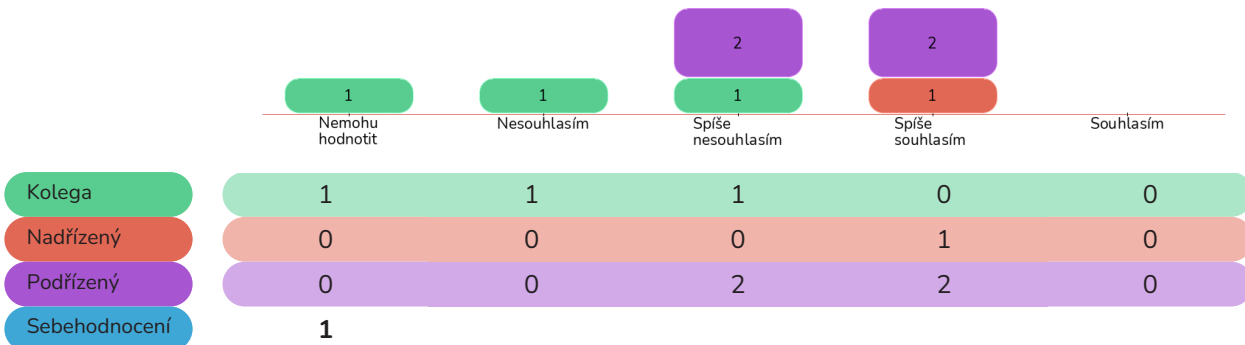 2 2
1 1 1 1
Nemohu hodnotit
Nesouhlasím
Spíše nesouhlasím
Spíše souhlasím
Souhlasím
Kolega 1 1 1 0 0
Nadřízený 0 0 0 1 0
Podřízený 0 0 2 2 0
Sebehodnocení 1